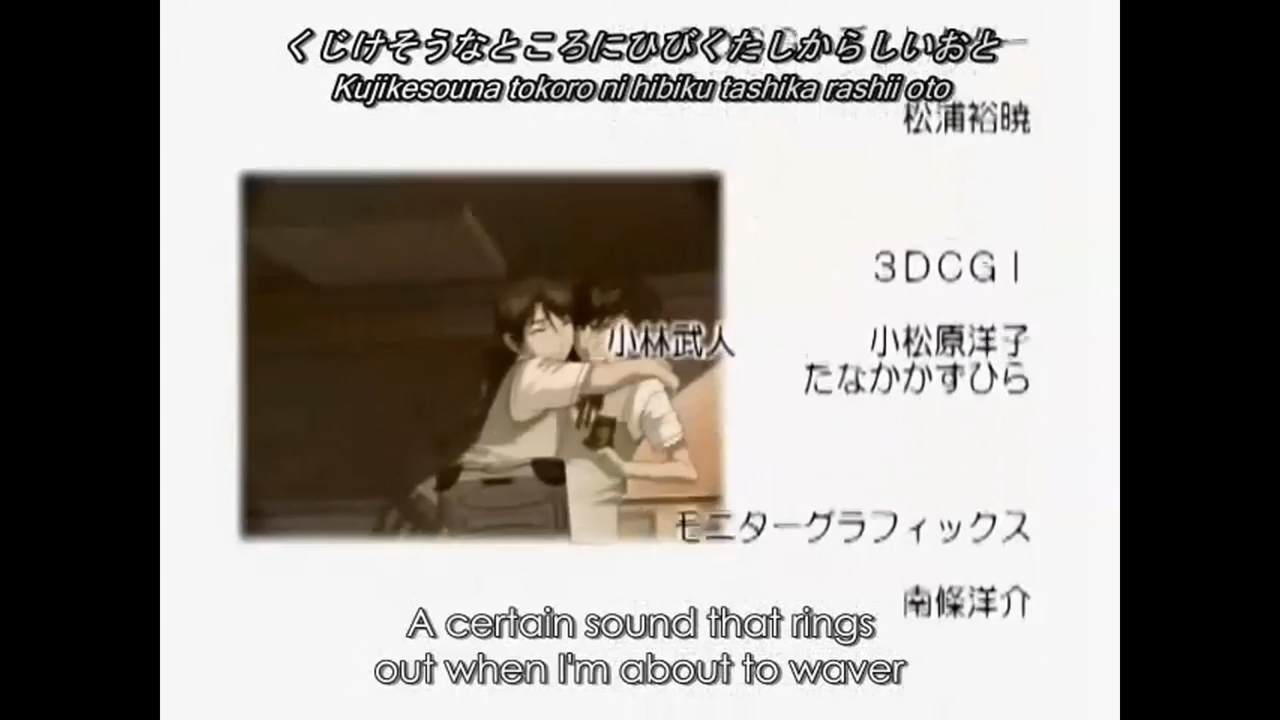 くじけそうなところにひびくたしからしいおと
Kujikesouna tokoro ni hibiku tashika rashii oto
松浦裕暁
３ＤＣＧＩ
小林武人 小松原洋子
たなかかずひら
モニターグラフィックス
南條洋介
A certain sound that rings
out when I'm about to waver